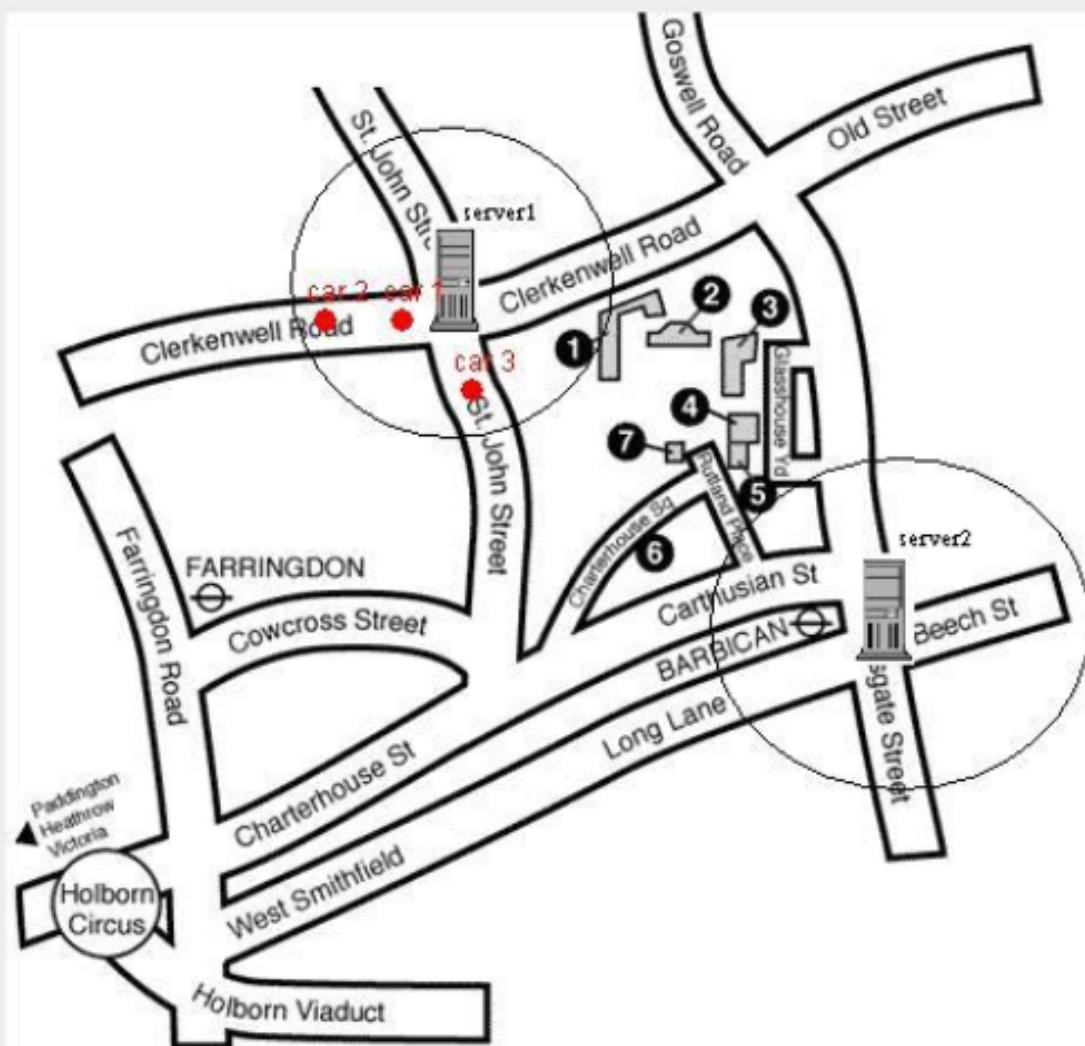 Goswell Road
Old Street
St. John Stre
server1
Clerkenwell Road
car 2
car 1
Clerkenwell Road
car 3
1
2
3
Glasshouse Yd
4
7
5
St. John Street
Rutland Place
Charterhouse Sq
6
Farringdon Road
FARRINGDON
Cowcross Street
Carthusian St
server2
BARBICAN
Beech St
Long Lane
sgate Street
Charterhouse St
Paddington
Heathrow
Victoria
West Smithfield
Holborn
Circus
Holborn Viaduct